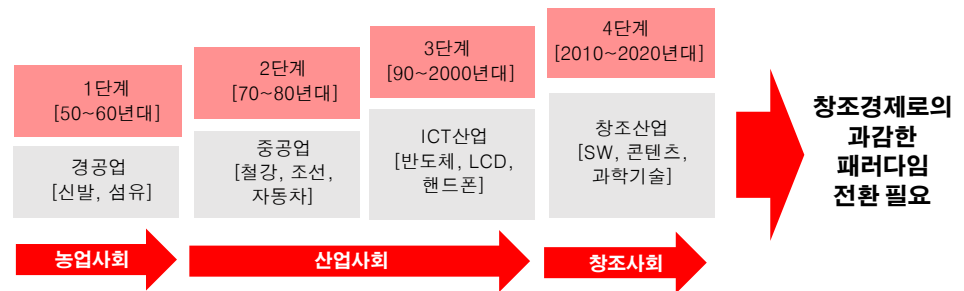 1단계
[50~60년대]
경공업
[신발, 섬유]
2단계
[70~80년대]
중공업
[철강, 조선,
자동차]
3단계
[90~2000년대]
ICT산업
[반도체, LCD,
핸드폰]
4단계
[2010~2020년대]
창조산업
[SW, 콘텐츠,
과학기술]
농업사회
산업사회
창조사회
창조경제로의
과감한
패러다임
전환 필요